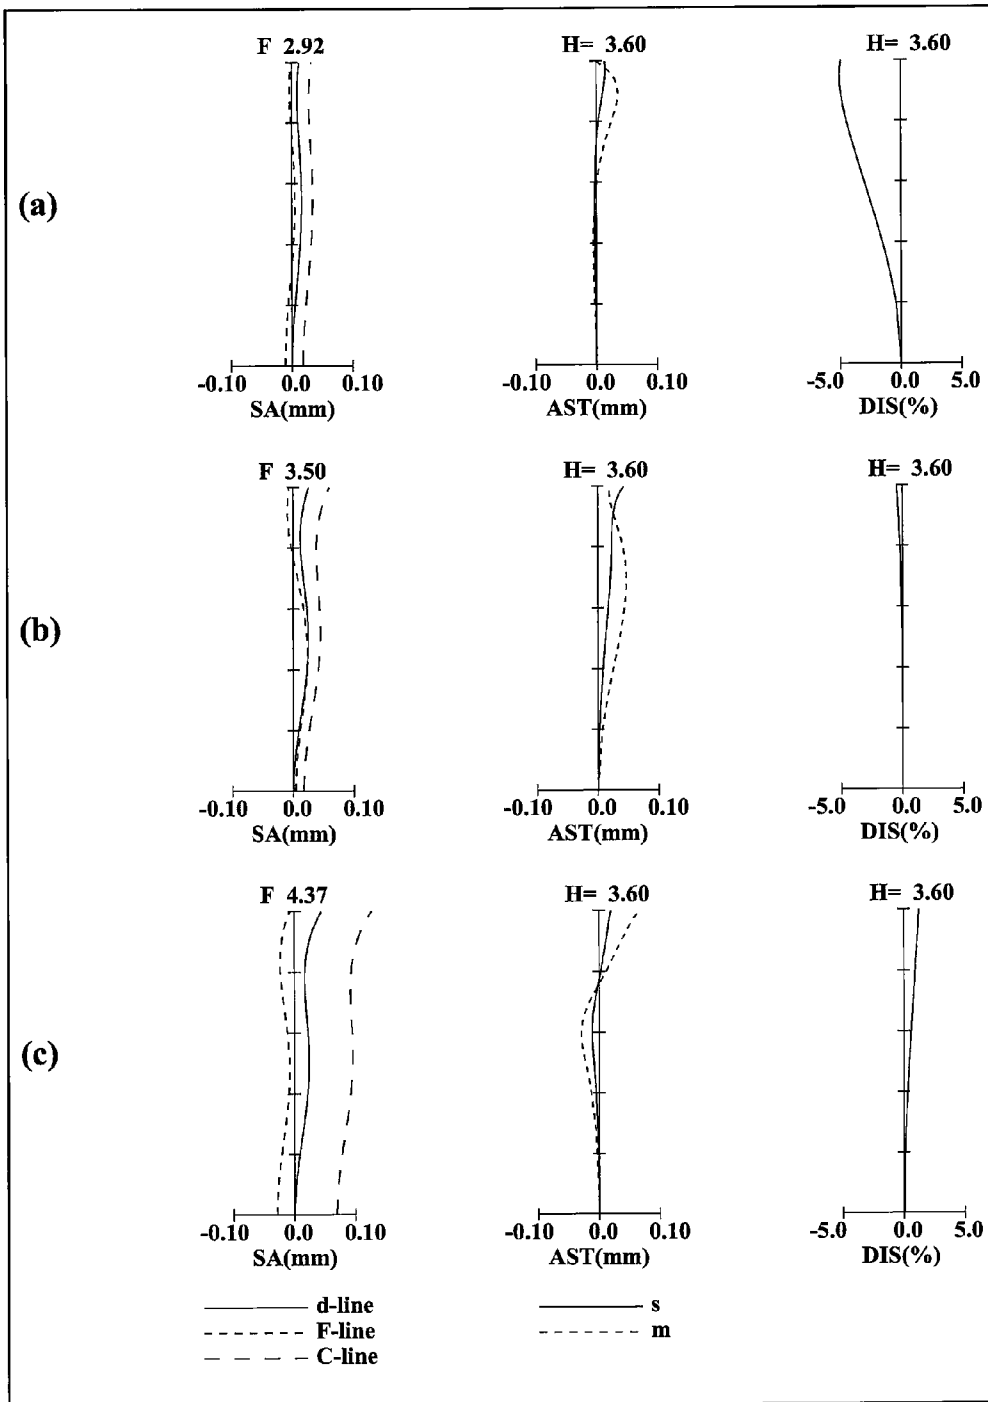 F 2.92 H= 3.60 H= 3.60
(a)
-0.10 0.0 0.10 -0.10 0.0 0.10 -5.0 0.0 5.0
SA(mm) AST(mm) DIS(%)
F 3.50 H= 3.60 H= 3.60
(b)
-0.10 0.0 0.10 -0.10 0.0 0.10 -5.0 0.0 5.0
SA(mm) AST(mm) DIS(%)
F 4.37 H= 3.60 H= 3.60
(c)
-0.10 0.0 0.10 -0.10 0.0 0.10 -5.0 0.0 5.0
SA(mm) AST(mm) DIS(%)
d-line s
F-line m
C-line